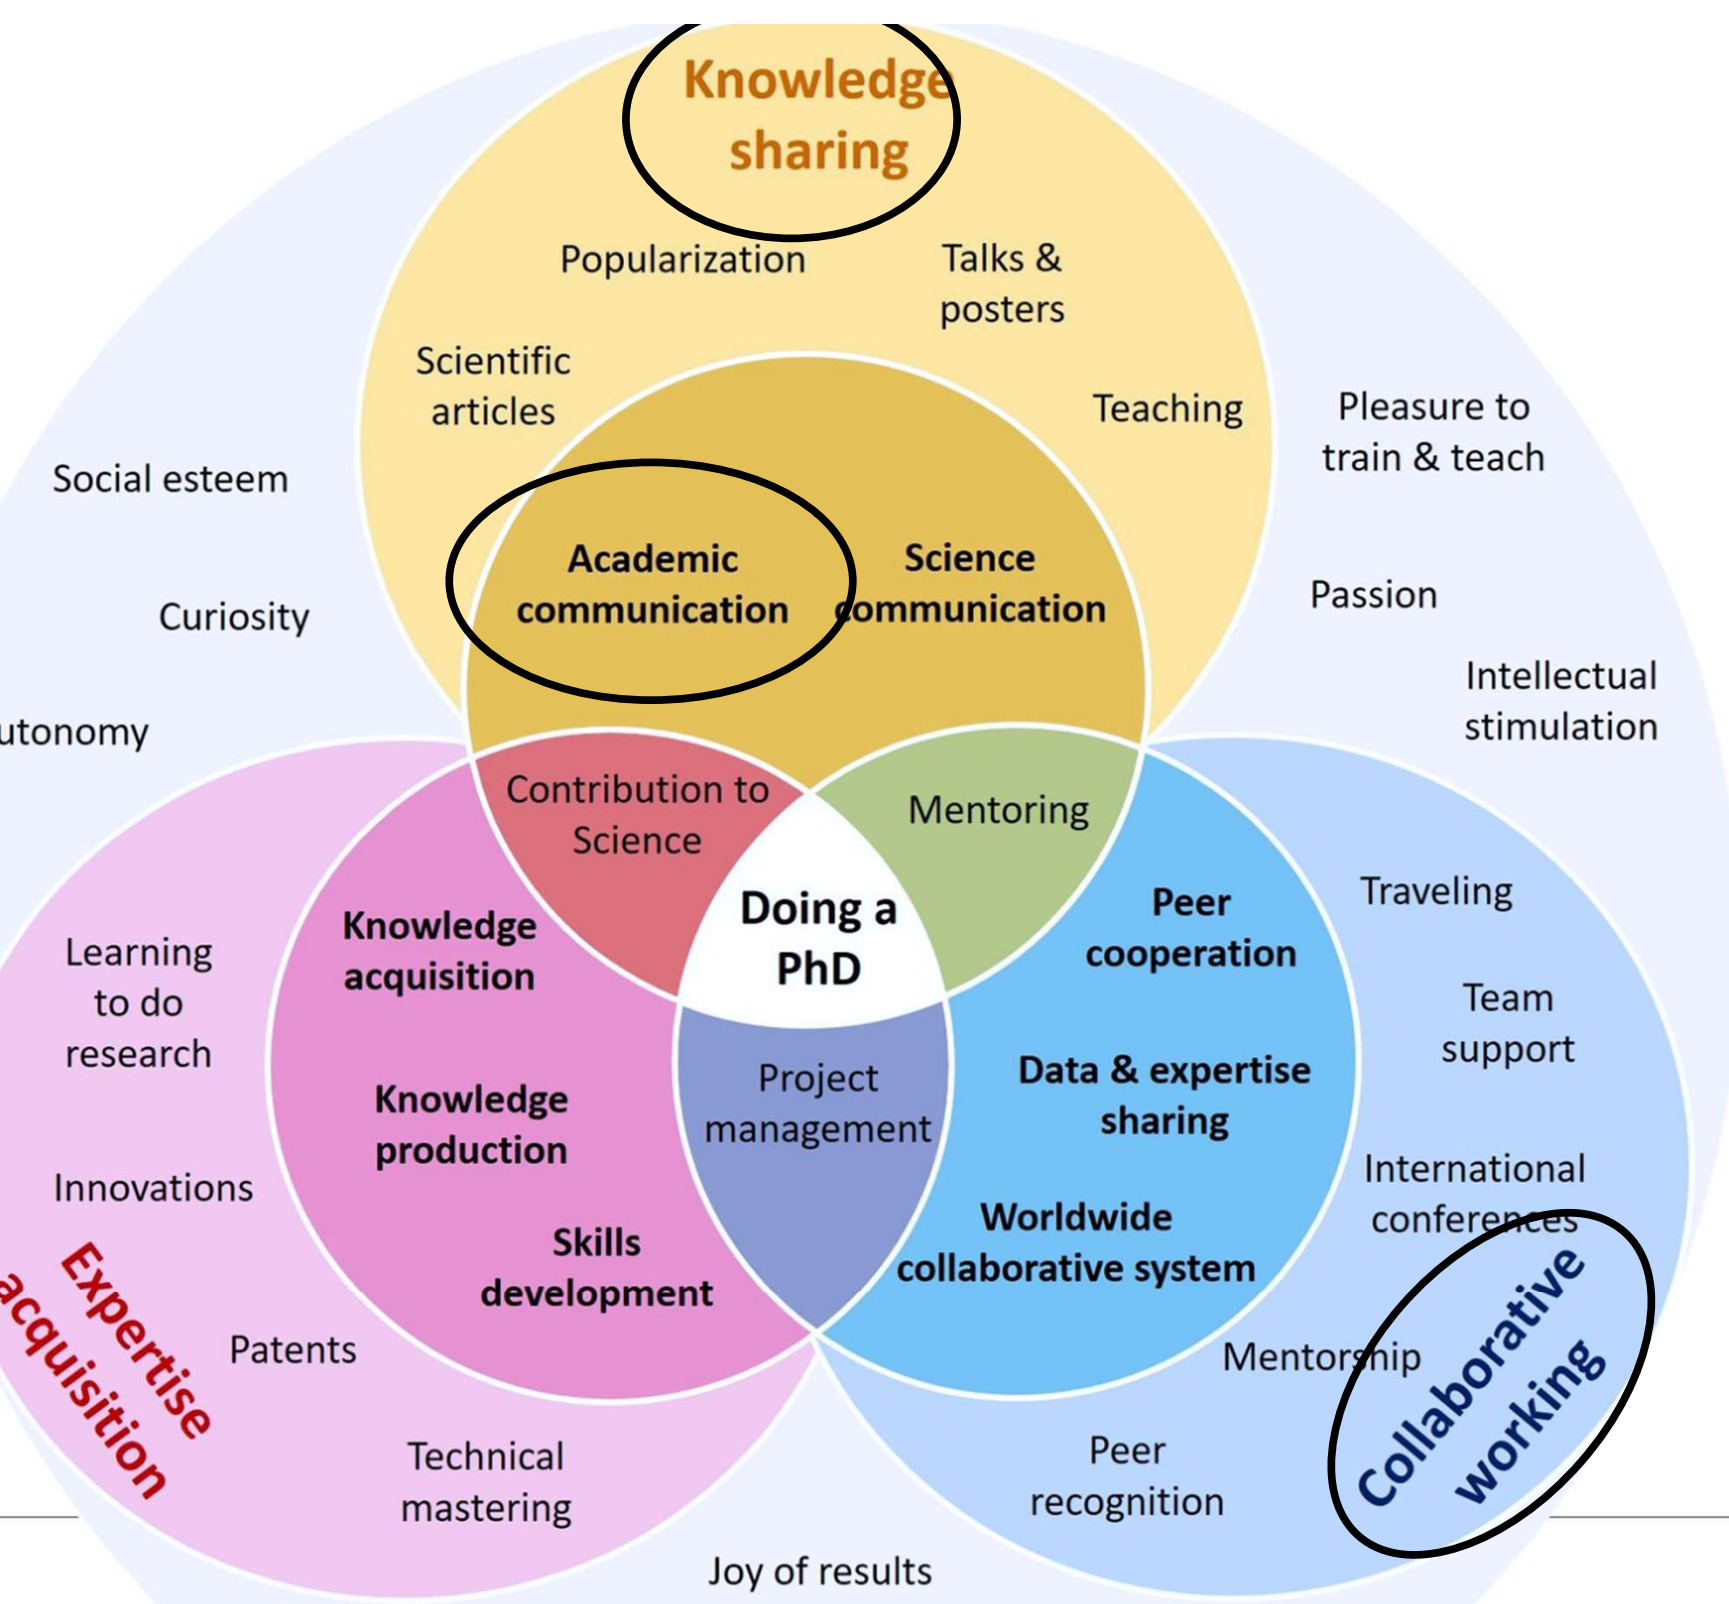 Knowledge
sharing
Popularization
Talks &
posters
Scientific
articles
Teaching
Pleasure to
train & teach
Social esteem
Academic
communication
Science
communication
Curiosity
Passion
Intellectual
stimulation
utonomy
Contribution to
Science
Mentoring
Doing a
PhD
Peer
cooperation
Traveling
Knowledge
acquisition
Learning
to do
research
Team
support
Project
management
Data & expertise
sharing
Knowledge
production
International
conferences
Innovations
Worldwide
collaborative system
Skills
development
Expertise
acquisition
Patents
Mentorship
Collaborative
working
Technical
mastering
Peer
recognition
Joy of results